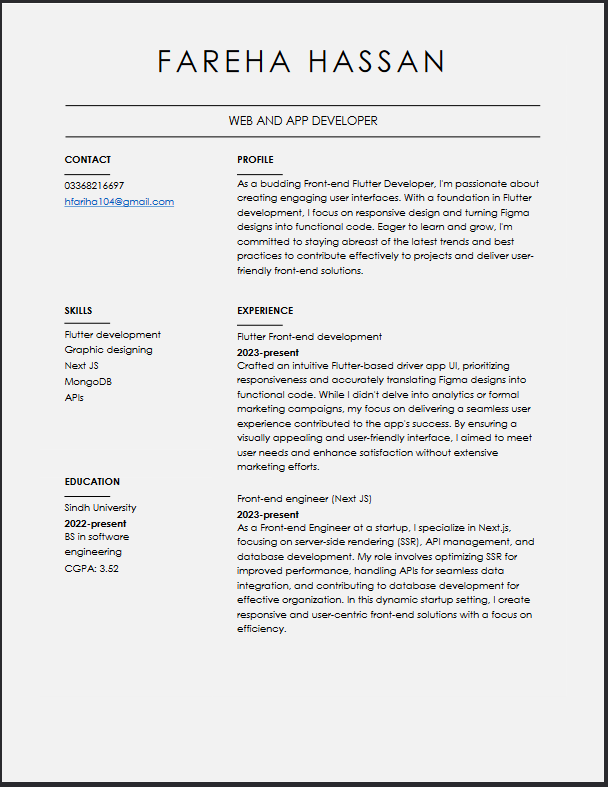 FAREHA HASSAN
WEB AND APP DEVELOPER
CONTACT
03368216697
hfariha104@gmail.com
PROFILE
As a budding Front-end Flutter Developer, I'm passionate about
creating engaging user interfaces. With a foundation in Flutter
development, I focus on responsive design and turning Figma
designs into functional code. Eager to learn and grow, I'm
committed to staying abreast of the latest trends and best
practices to contribute effectively to projects and deliver user-
friendly front-end solutions.
SKILLS
Flutter development
Graphic designing
Next JS
MongoDB
APIs
EXPERIENCE
Flutter Front-end development
2023-present
Crafted an intuitive Flutter-based driver app UI, prioritizing
responsiveness and accurately translating Figma designs into
functional code. While I didn't delve into analytics or formal
marketing campaigns, my focus on delivering a seamless user
experience contributed to the app's success. By ensuring a
visually appealing and user-friendly interface, I aimed to meet
user needs and enhance satisfaction without extensive
marketing efforts.
EDUCATION
Sindh University
2022-present
BS in software
engineering
CGPA: 3.52
Front-end engineer (Next JS)
2023-present
As a Front-end Engineer at a startup, I specialize in Next.js,
focusing on server-side rendering (SSR), API management, and
database development. My role involves optimizing SSR for
improved performance, handling APIs for seamless data
integration, and contributing to database development for
effective organization. In this dynamic startup setting, I create
responsive and user-centric front-end solutions with a focus on
efficiency.